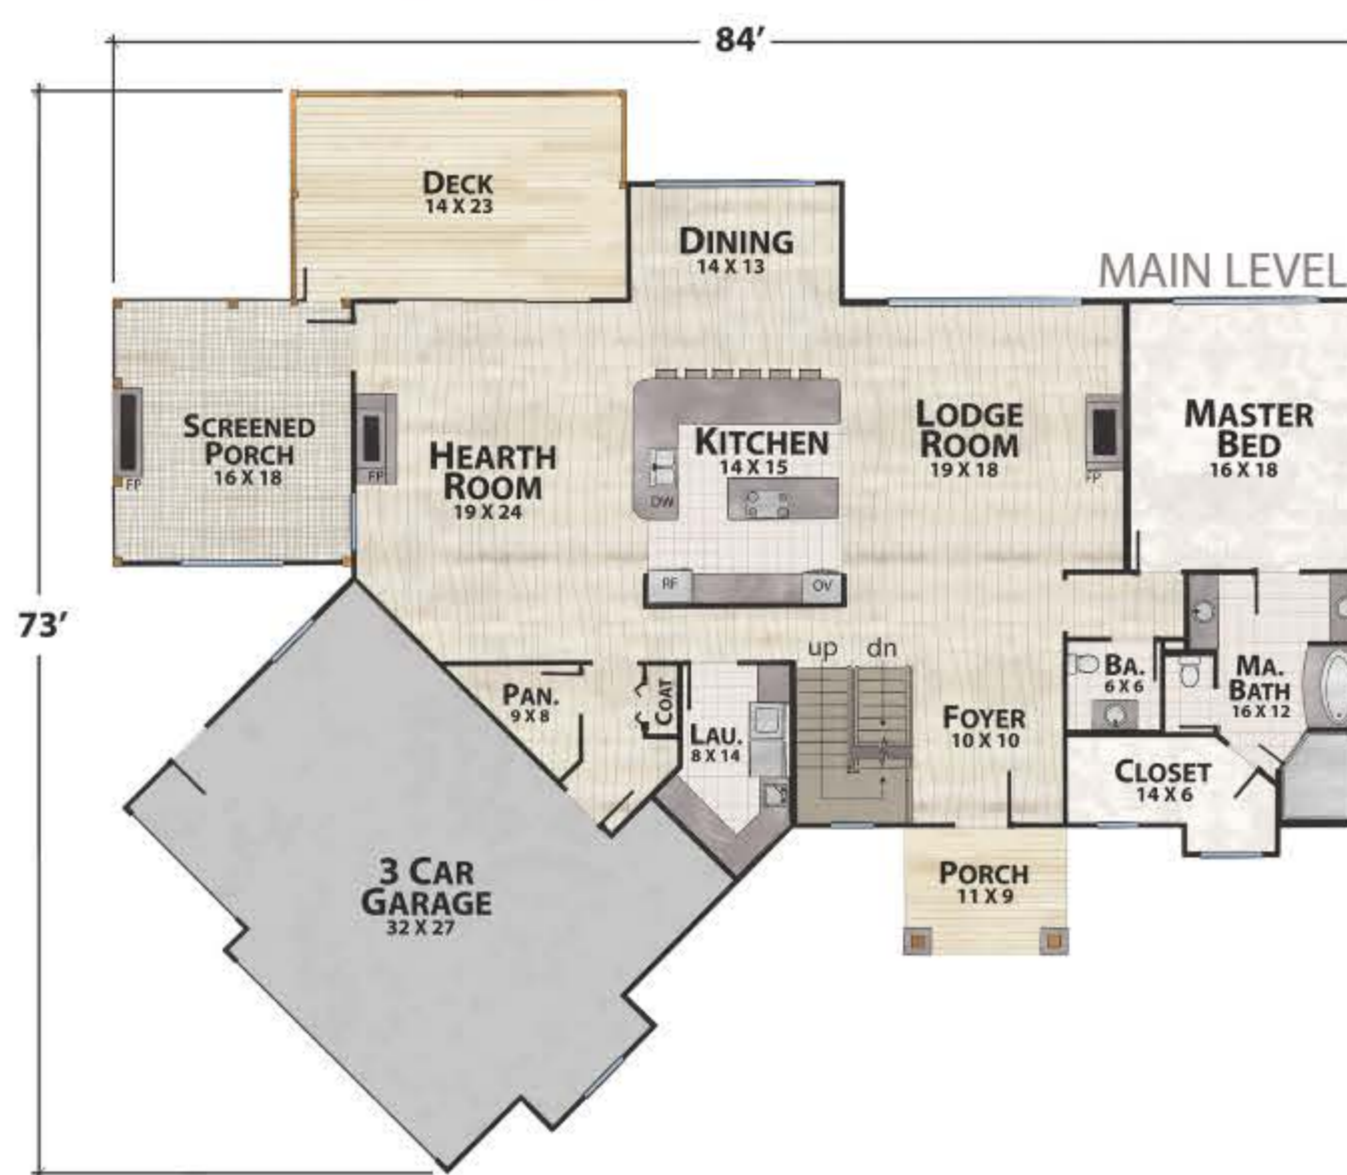 84’
73’
DECK
14 X 23
DINING
14 X 13
MAIN LEVEL
SCREENED
PORCH
16 X 18
FP
HEARTH
ROOM
19 X 24
FP
KITCHEN
14 X 15
DW
RF
OV
LODGE
ROOM
19 X 18
FP
MASTER
BED
16 X 18
up
dn
PAN.
9 X 8
COAT
LAU.
8 X 14
FOYER
10 X 10
BA.
6 X 6
MA.
BATH
16 X 12
CLOSET
14 X 6
3 CAR
GARAGE
32 X 27
PORCH
11 X 9